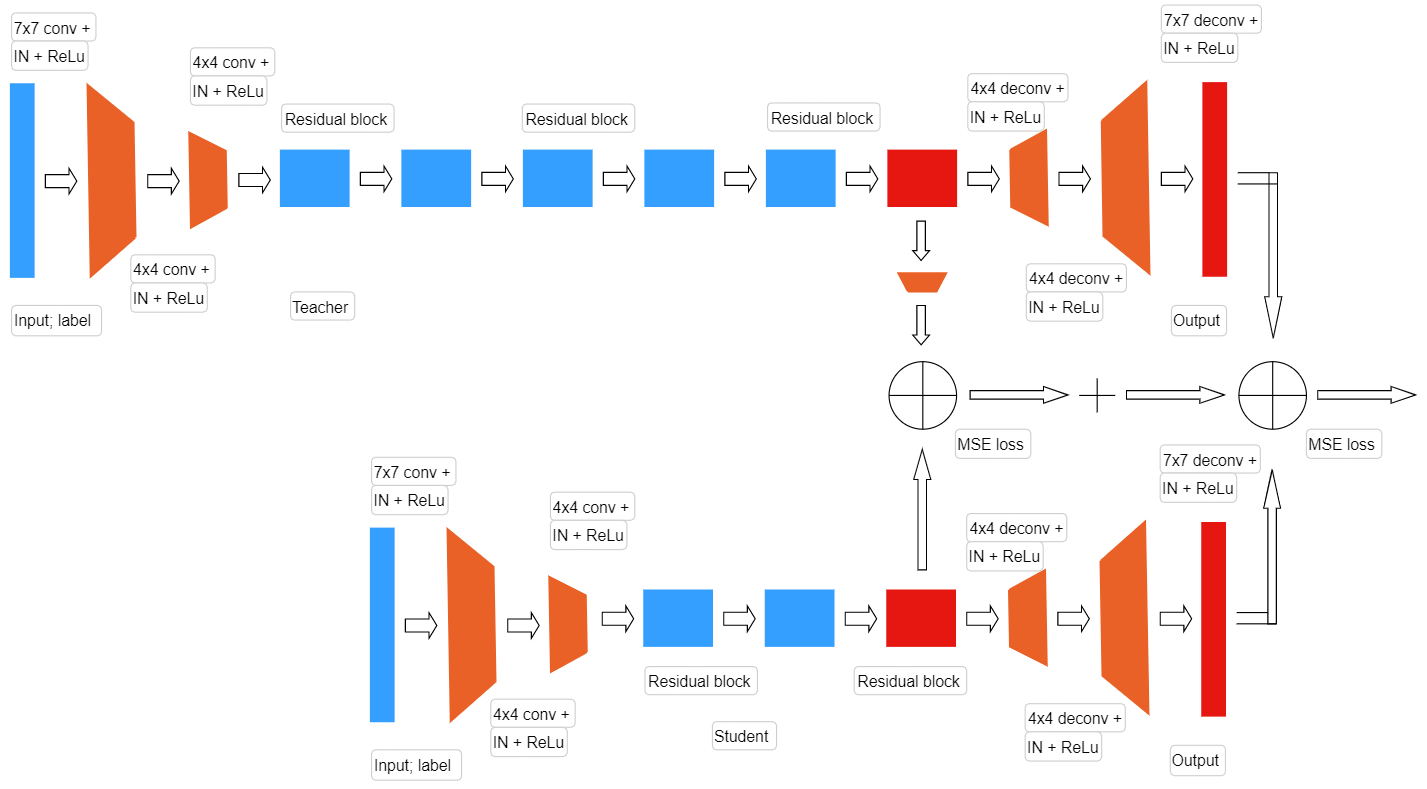 7x7 conv +
IN + ReLu
4x4 conv +
IN + ReLu
4x4 conv +
IN + ReLu
Residual block
Residual block
Residual block
4x4 deconv +
IN + ReLu
7x7 deconv +
IN + ReLu
4x4 deconv +
IN + ReLu
Input; label
Teacher
Output
MSE loss
MSE loss
7x7 conv +
IN + ReLu
4x4 conv +
IN + ReLu
4x4 conv +
IN + ReLu
Residual block
Residual block
4x4 deconv +
IN + ReLu
7x7 deconv +
IN + ReLu
4x4 deconv +
IN + ReLu
Input; label
Student
Output